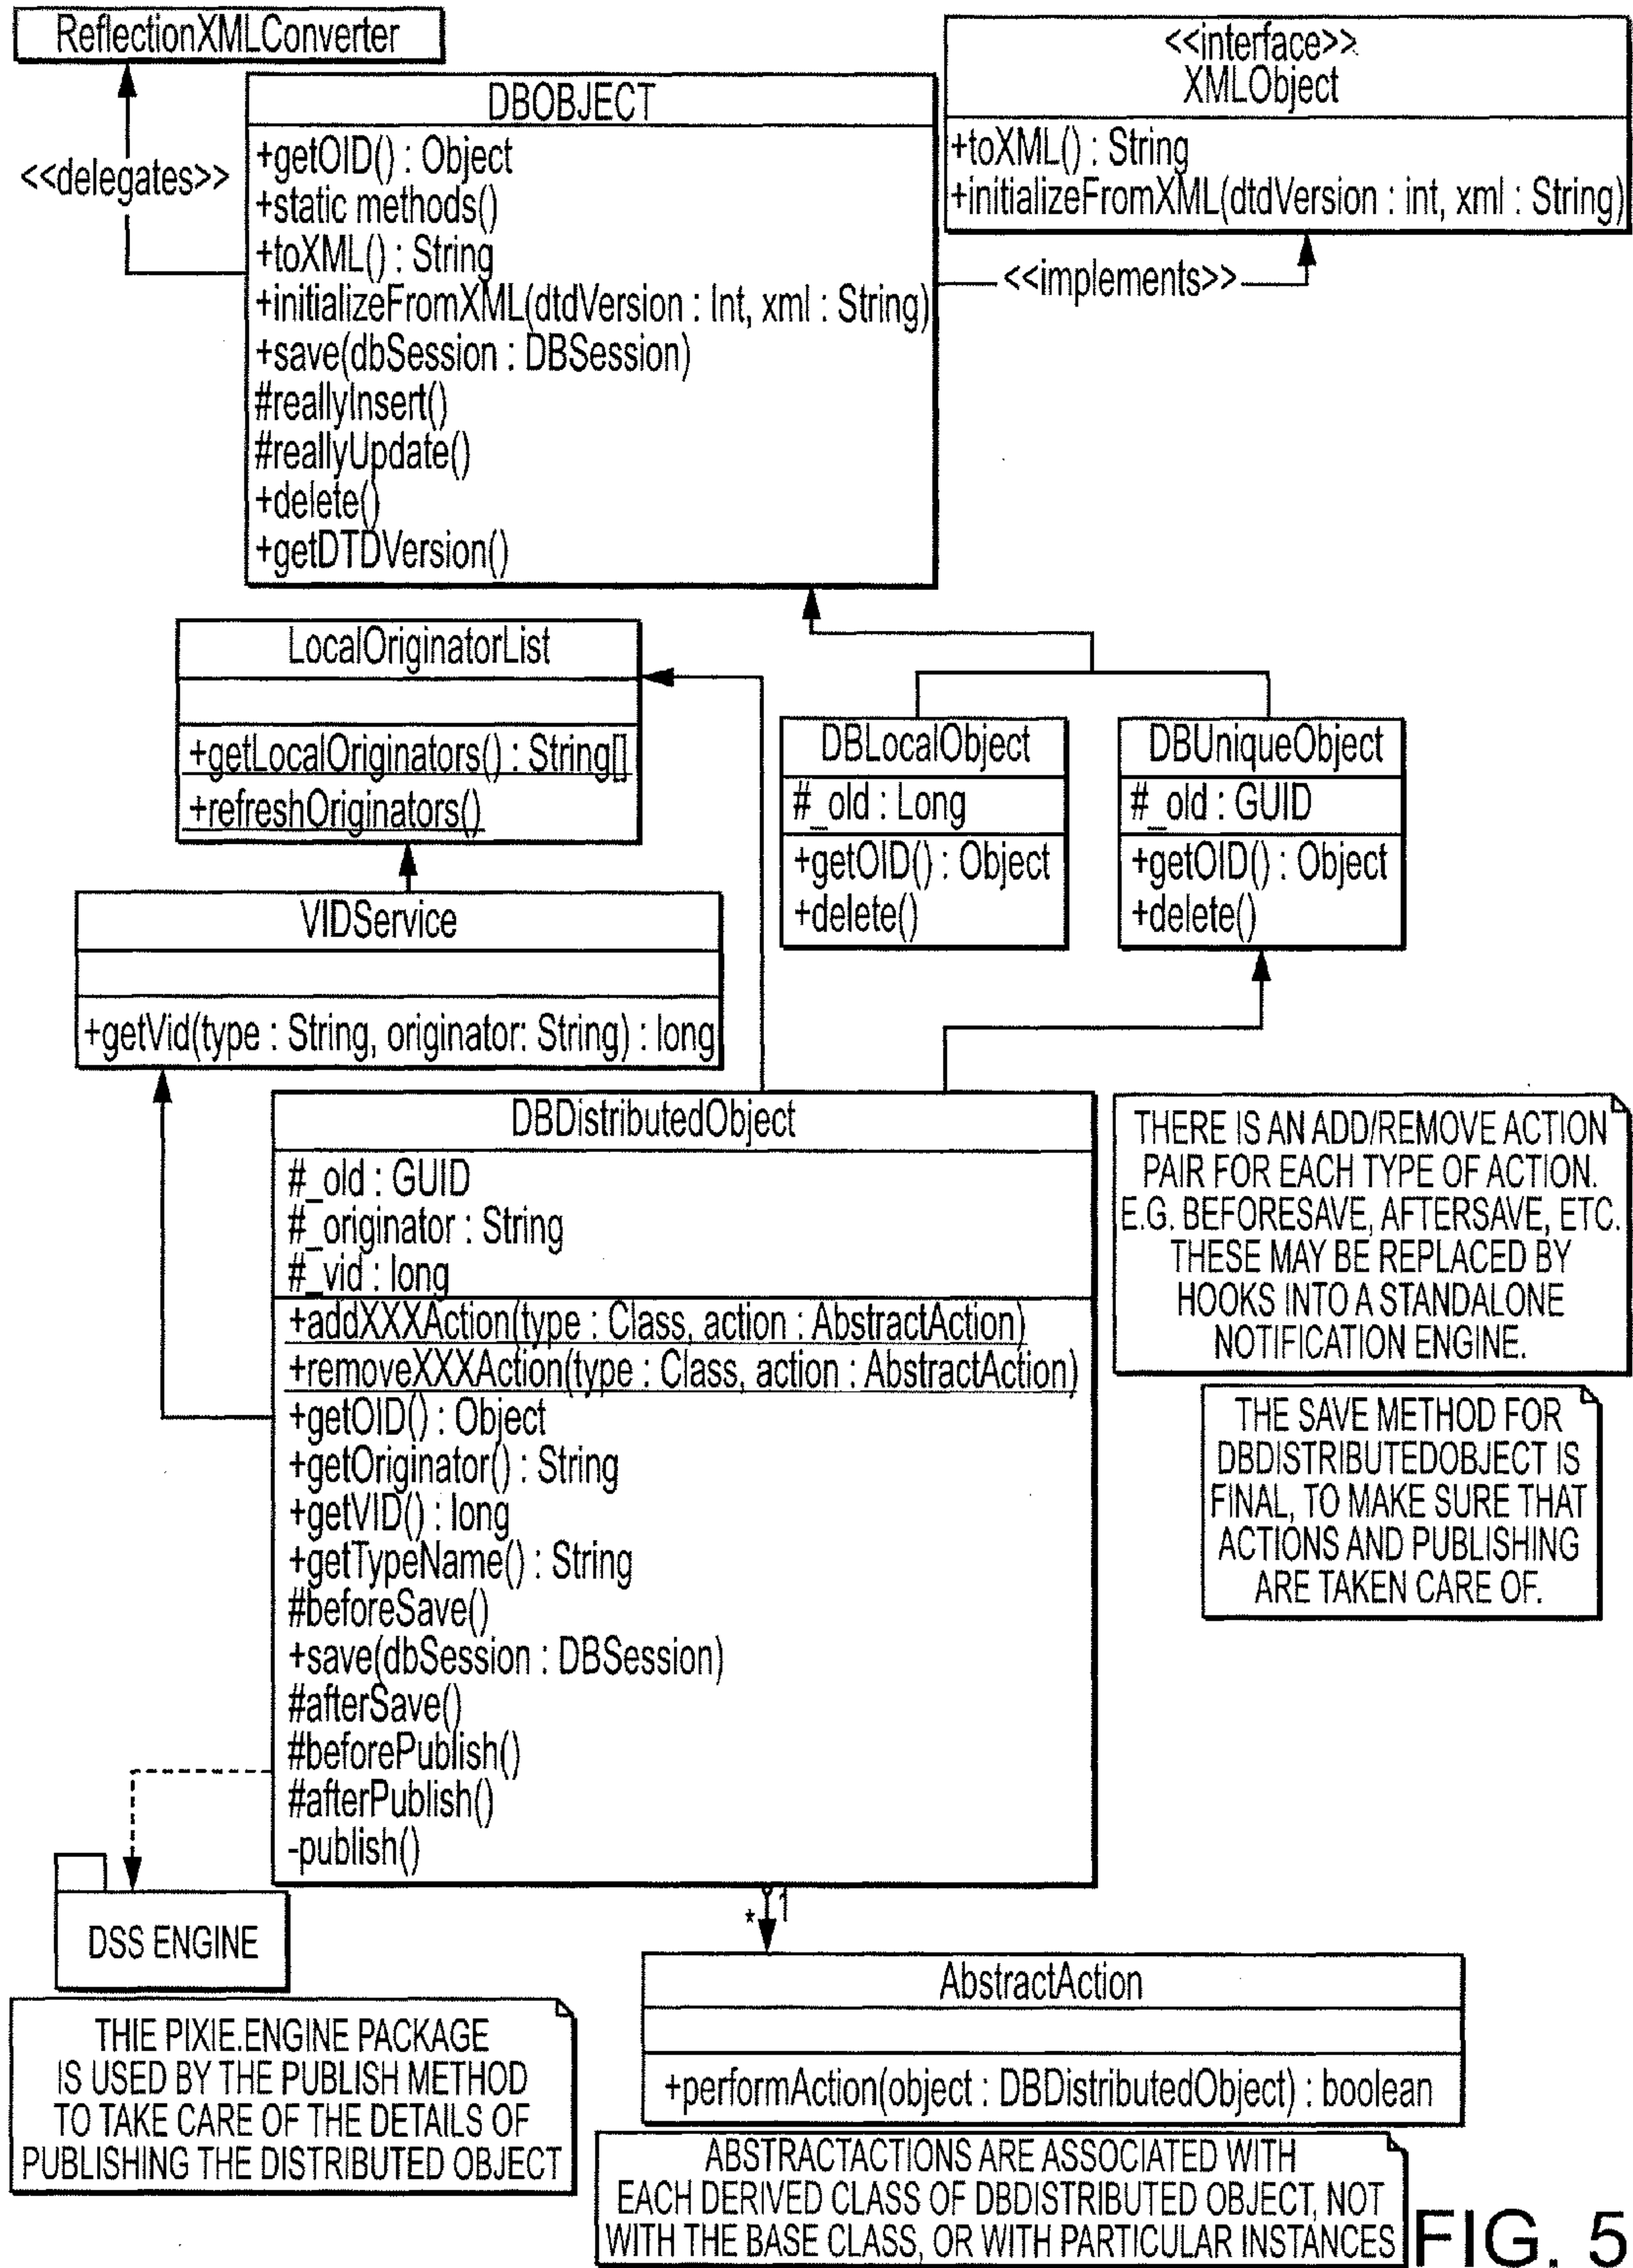 ReflectionXMLConverter
<<delegates>>
DBOBJECT
+getOID() : Object
+static methods()
+toXML() : String
+initializeFromXML(dtdVersion : Int, xml : String)
+save(dbSession : DBSession)
#reallyInsert()
#reallyUpdate()
+delete()
+getDTDVersion()
<<interface>>
XMLObject
+toXML() : String
+initializeFromXML(dtdVersion : int, xml : String)
<<implements>>
LocalOriginatorList
+getLocalOriginators() : String[]
+refreshOriginators()
DBLocalObject
#_old : Long
+getOID() : Object
+delete()
DBUniqueObject
#_old : GUID
+getOID() : Object
+delete()
VIDService
+getVid(type : String, originator: String) : long
DBDistributedObject
#_old : GUID
#_originator : String
#_vid : long
+addXXXAction(type : Class, action : AbstractAction)
+removeXXXAction(type : Class, action : AbstractAction)
+getOID() : Object
+getOriginator() : String
+getVID() : long
+getTypeName() : String
#beforeSave()
+save(dbSession : DBSession)
#afterSave()
#beforePublish()
#afterPublish()
-publish()
THERE IS AN ADD/REMOVE ACTION
PAIR FOR EACH TYPE OF ACTION.
E.G. BEFORESAVE, AFTERSAVE, ETC.
THESE MAY BE REPLACED BY
HOOKS INTO A STANDALONE
NOTIFICATION ENGINE.
THE SAVE METHOD FOR
DBDISTRIBUTEDOBJECT IS
FINAL, TO MAKE SURE THAT
ACTIONS AND PUBLISHING
ARE TAKEN CARE OF.
* 1
DSS ENGINE
THIE PIXIE.ENGINE PACKAGE
IS USED BY THE PUBLISH METHOD
TO TAKE CARE OF THE DETAILS OF
PUBLISHING THE DISTRIBUTED OBJECT
AbstractAction
+performAction(object : DBDistributedObject) : boolean
ABSTRACTACTIONS ARE ASSOCIATED WITH
EACH DERIVED CLASS OF DBDISTRIBUTED OBJECT, NOT
WITH THE BASE CLASS, OR WITH PARTICULAR INSTANCES
FIG. 5